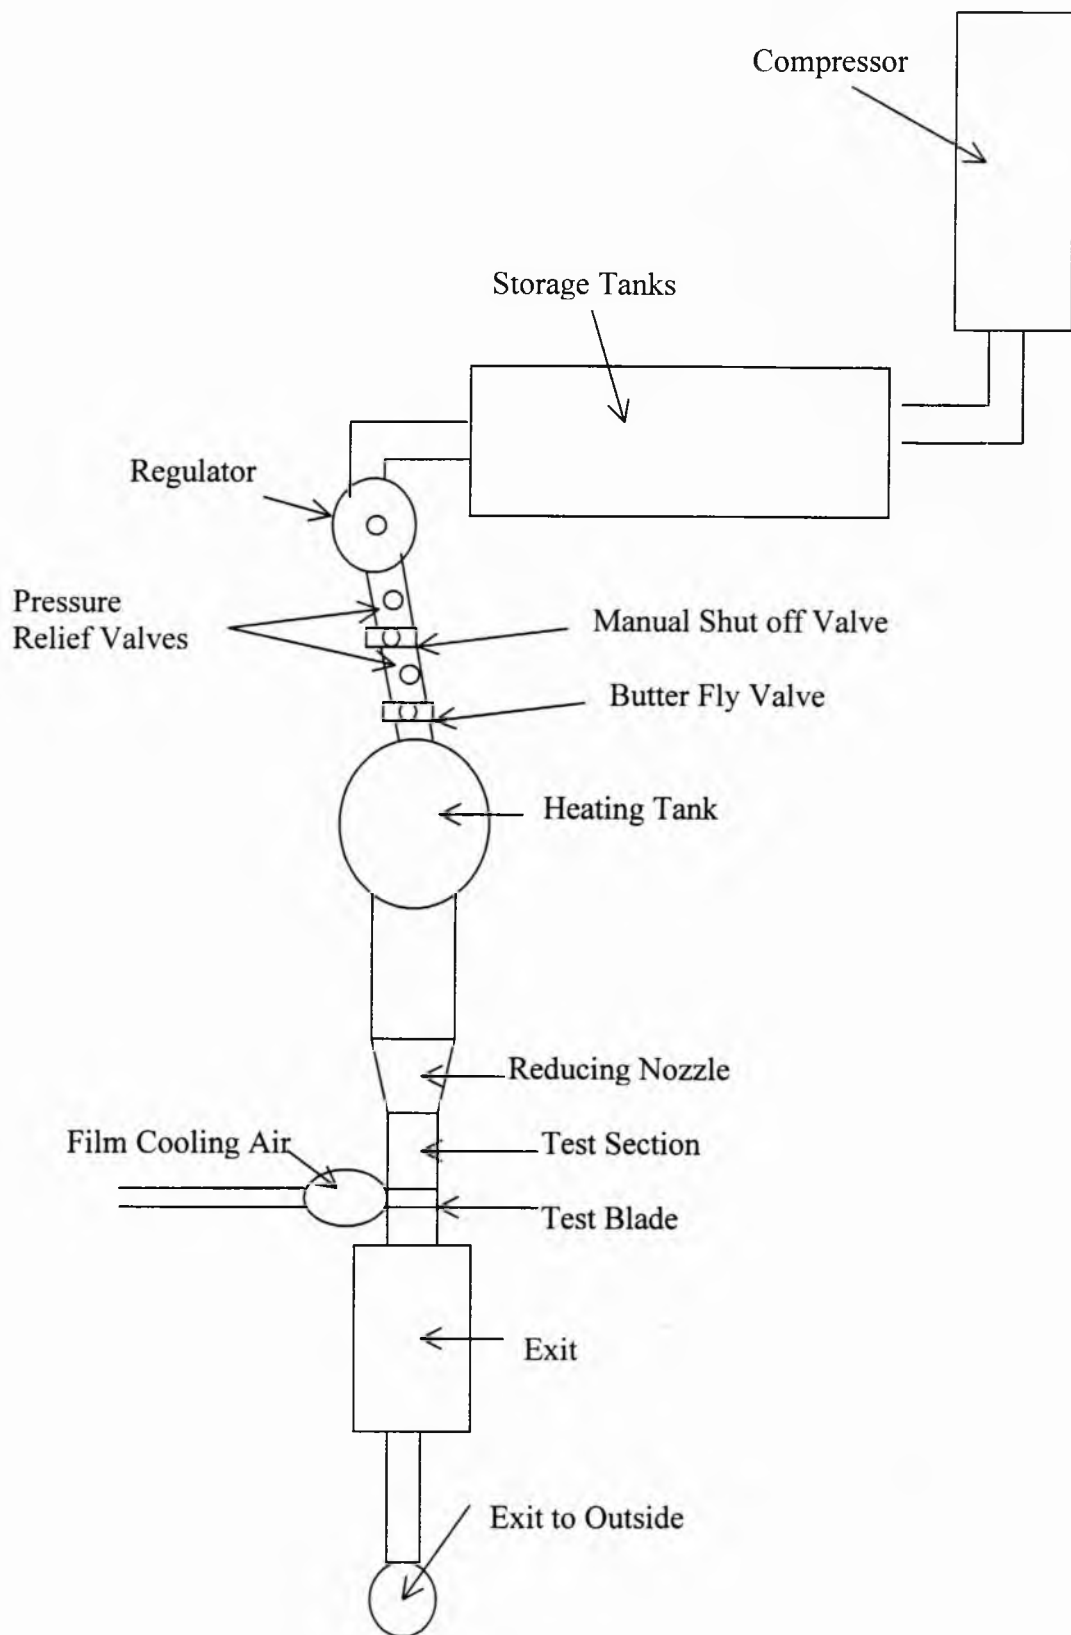 Compressor
Storage Tanks
Regulator
Pressure
Relief Valves
Manual Shut off Valve
Butter Fly Valve
Heating Tank
Reducing Nozzle
Film Cooling Air
Test Section
Test Blade
Exit
Exit to Outside